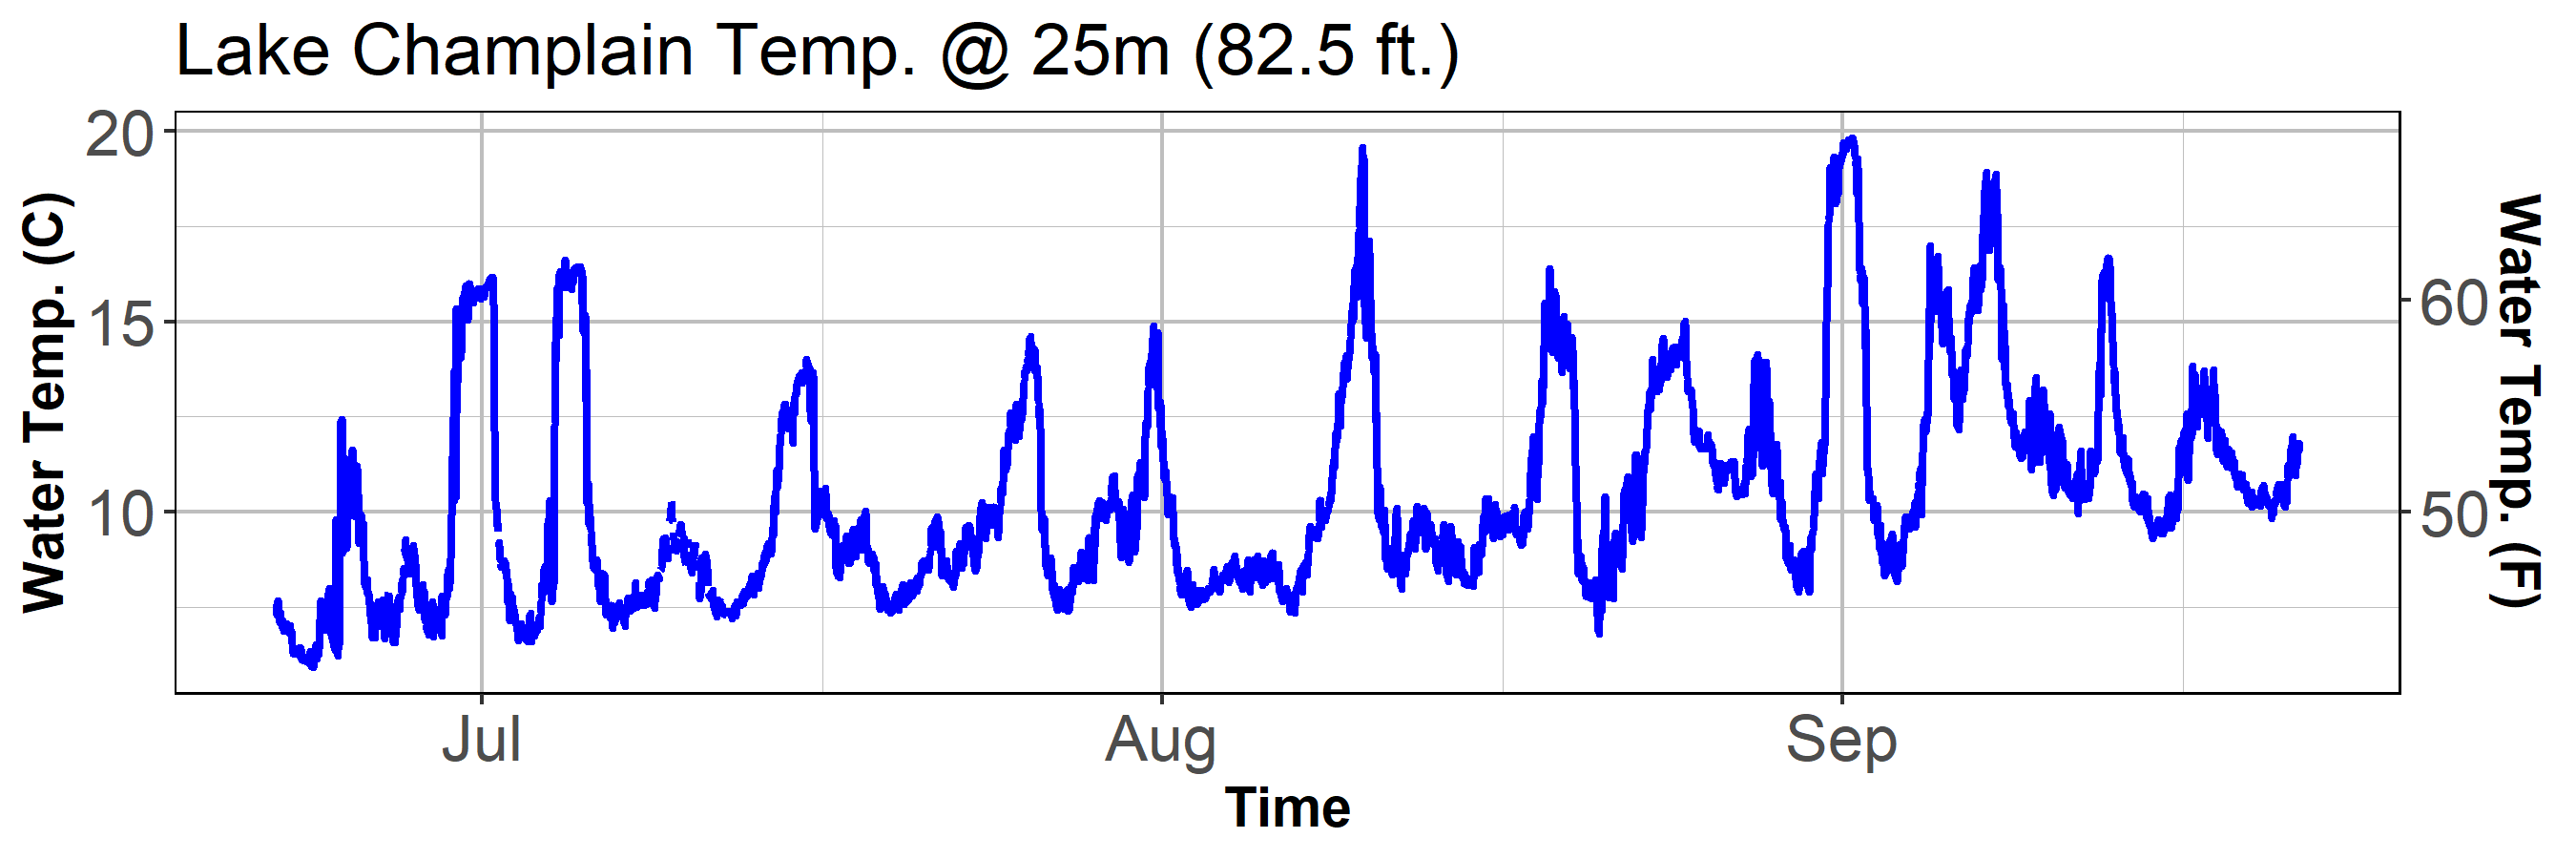 Lake Champlain Temp. @ 25m (82.5 ft.)
Water Temp. (C)
20
15
10
60
50
Water Temp. (F)
Jul
Aug
Sep
Time